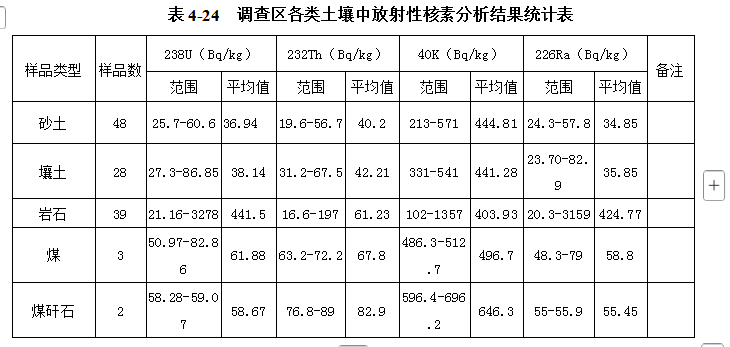 表 4-24 调查区各类土壤中放射性核素分析结果统计表
样品类型 样品数 238U（Bq/kg） 232Th（Bq/kg） 40K（Bq/kg） 226Ra（Bq/kg） 备注
范围 平均值 范围 平均值 范围 平均值 范围 平均值
砂土 48 25.7-60.6 36.94 19.6-56.7 40.2 213-571 444.81 24.3-57.8 34.85
壤土 28 27.3-86.85 38.14 31.2-67.5 42.21 331-541 441.28 23.70-82.9 35.85
岩石 39 21.16-3278 441.5 16.6-197 61.23 102-1357 403.93 20.3-3159 424.77
煤 3 50.97-82.86 61.88 63.2-72.2 67.8 486.3-512.7 496.7 48.3-79 58.8
煤矸石 2 58.28-59.07 58.67 76.8-89 82.9 596.4-696.2 646.3 55-55.9 55.45